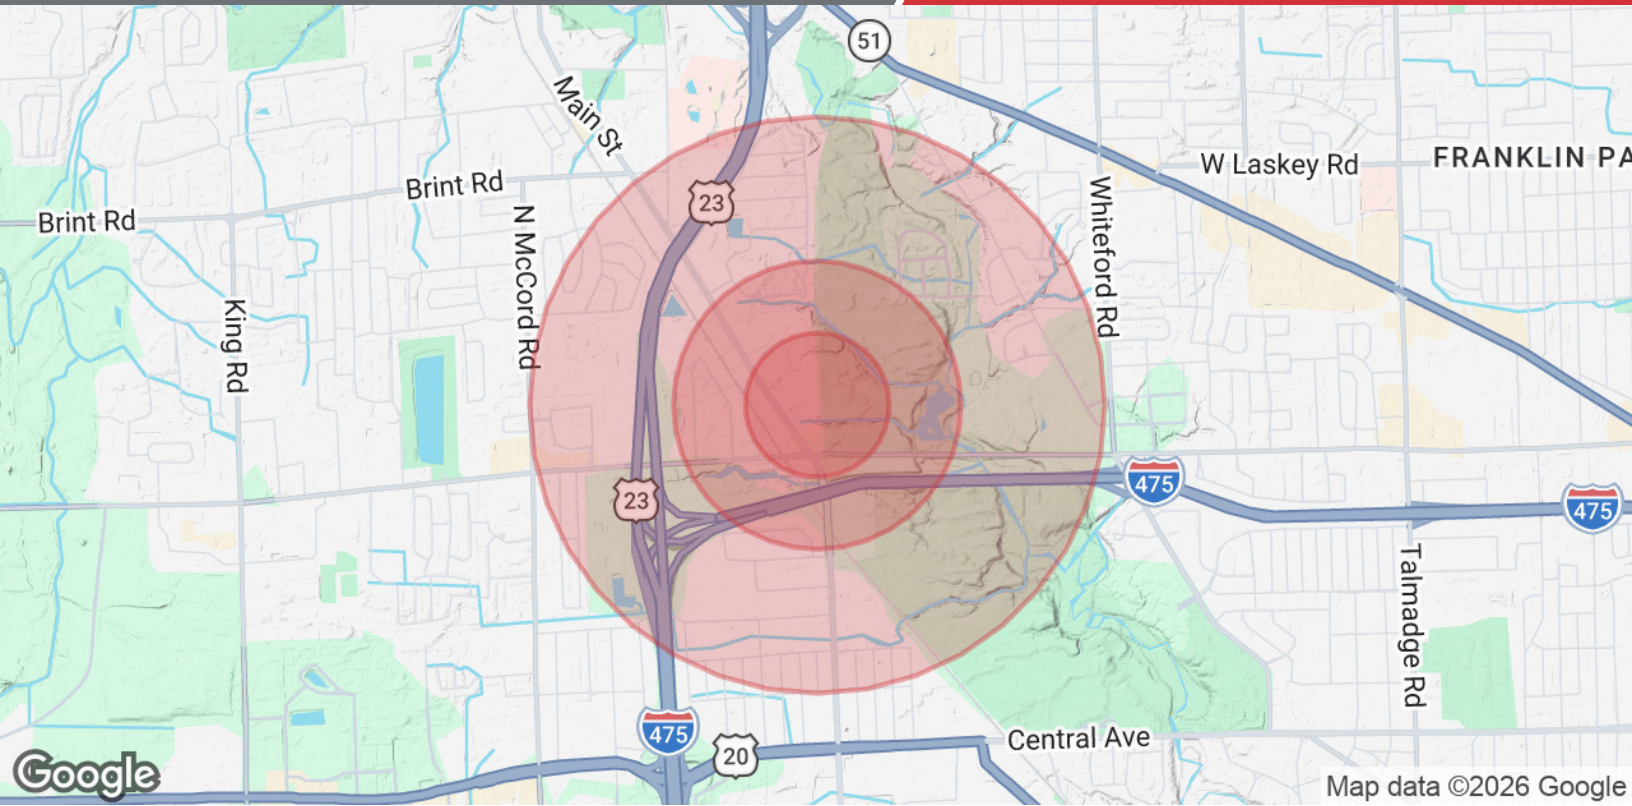 51
Main St
W Laskey Rd
FRANKLIN PA
Brint Rd
23
Brint Rd
N McCord Rd
Whiteford Rd
King Rd
475
23
475
Talmadge Rd
475
20
Central Ave
Google
Map data ©2026 Google